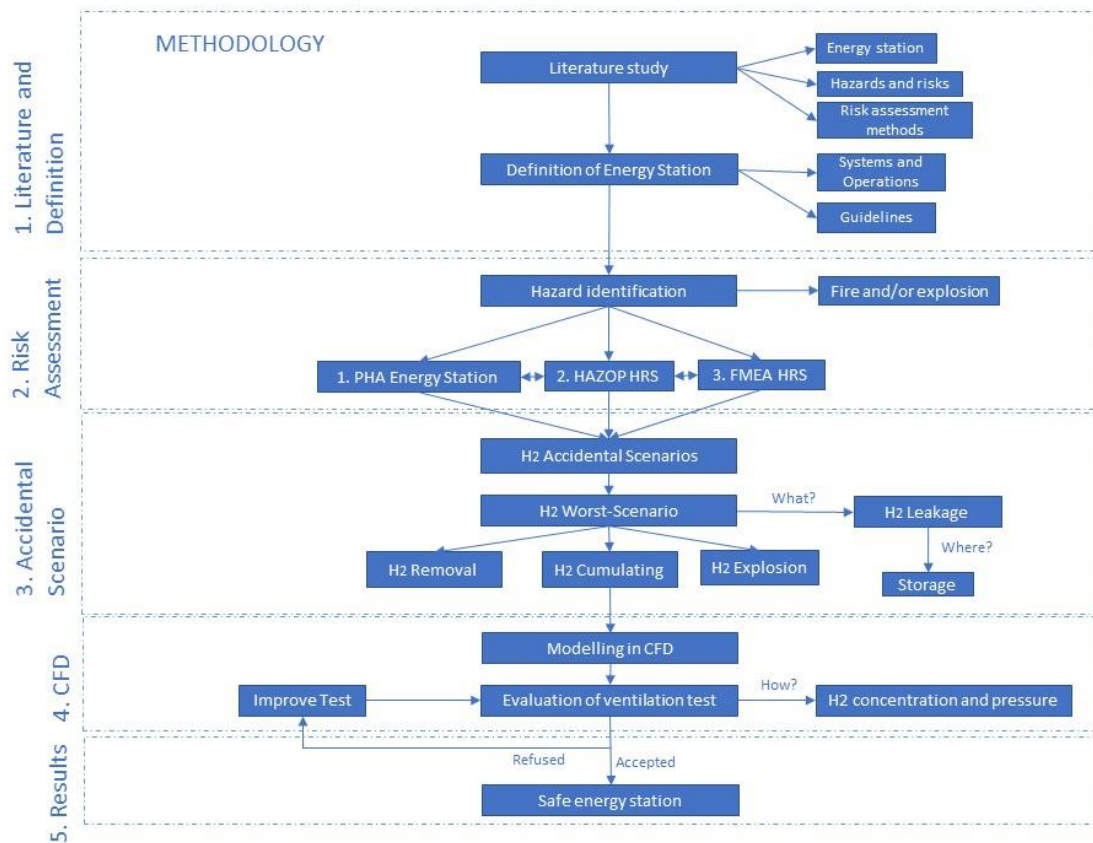 METHODOLOGY
1. Literature and
Definition
Literature study
Energy station
Hazards and risks
Risk assessment
methods
Definition of Energy Station
Systems and
Operations
Guidelines
2. Risk
Assessment
Hazard identification
Fire and/or explosion
1. PHA Energy Station
2. HAZOP HRS
3. FMEA HRS
3. Accidental
Scenario
H2 Accidental Scenarios
H2 Worst-Scenario
What?
H2 Leakage
Where?
Storage
H2 Removal
H2 Cumulating
H2 Explosion
4. CFD
Modelling in CFD
Improve Test
Evaluation of ventilation test
How?
H2 concentration and pressure
5. Results
Refused
Accepted
Safe energy station